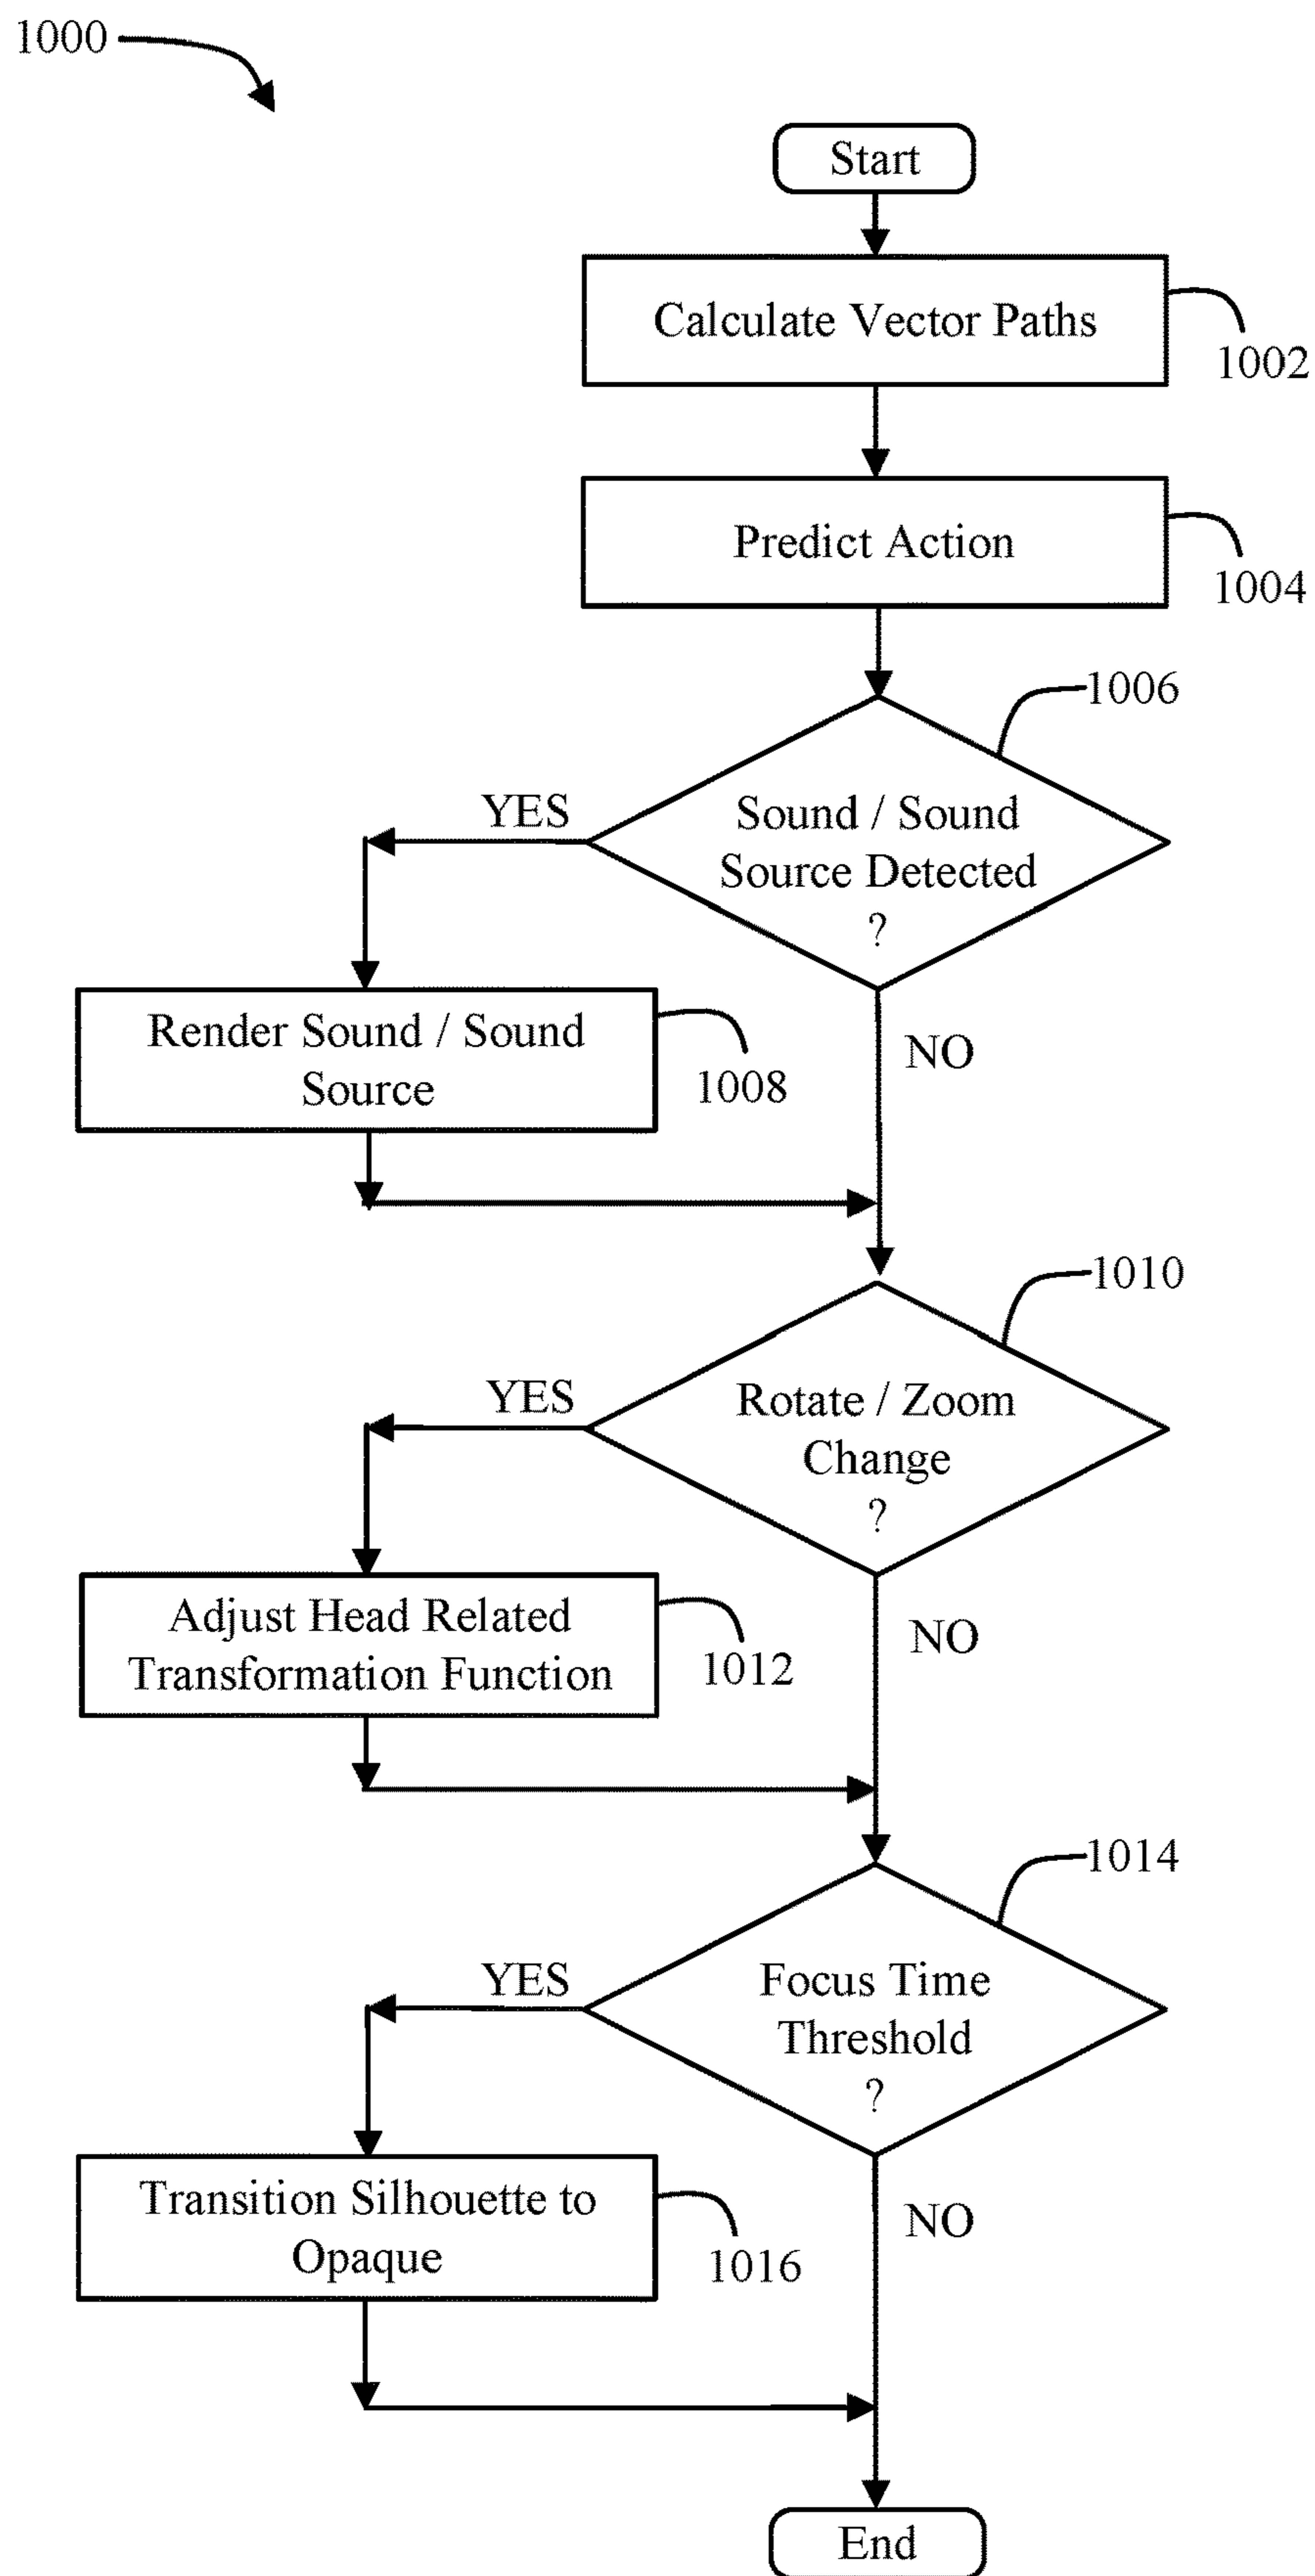 1000
Start
Calculate Vector Paths
1002
Predict Action
1004
1006
Sound / Sound
Source Detected
?
YES
NO
Render Sound / Sound
Source
1008
1010
Rotate / Zoom
Change
?
YES
NO
Adjust Head Related
Transformation Function
1012
1014
Focus Time
Threshold
?
YES
NO
Transition Silhouette to
Opaque
1016
End